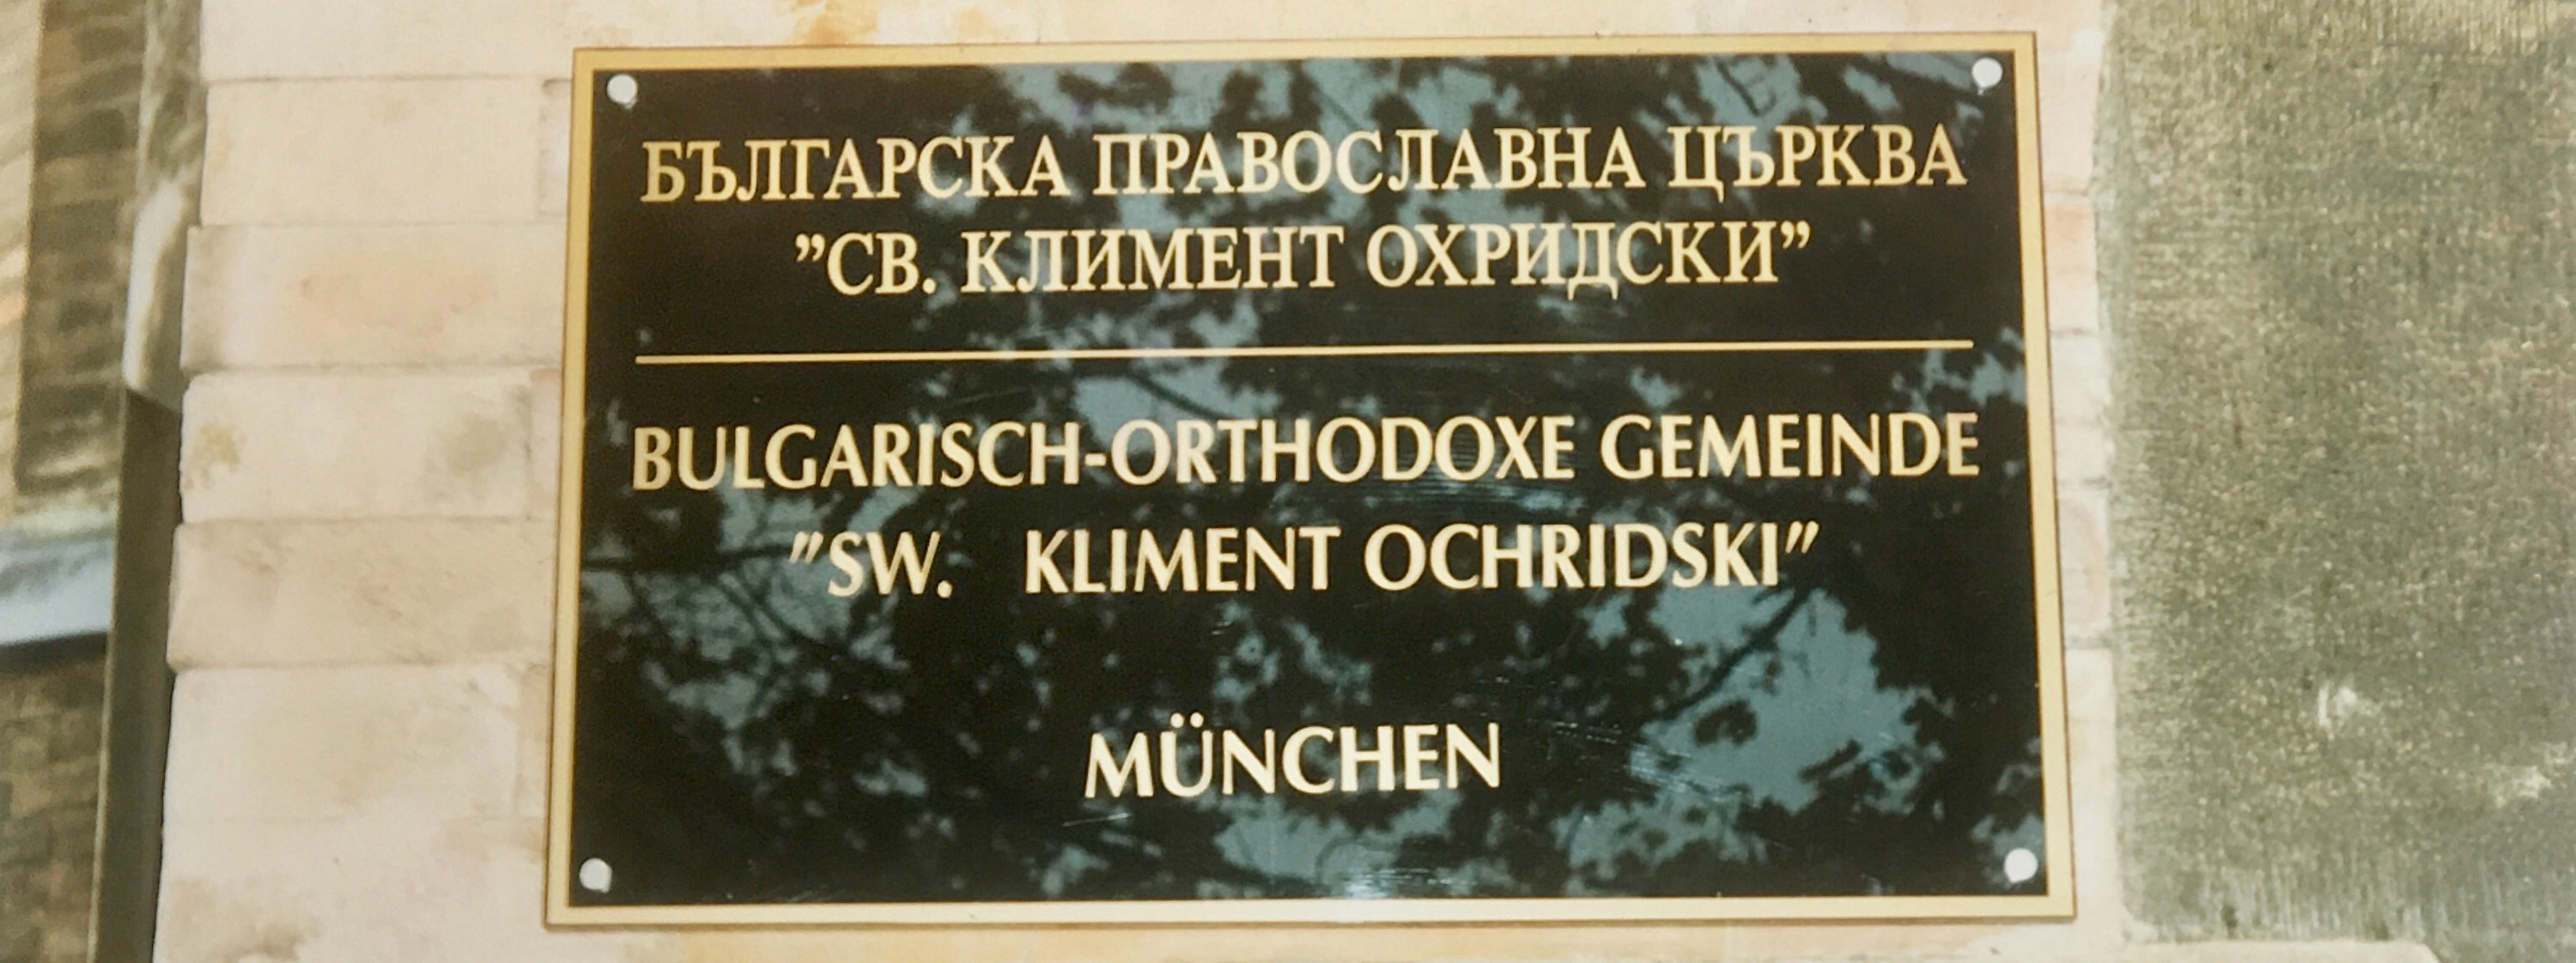 БЪЛГАРСКА ПРАВОСЛАВНА ЦЪРКВА
”СВ. КЛИМЕНТ ОХРИДСКИ”
BULGARISCH-ORTHODOXE GEMEINDE
"SW. KLIMENT OCHRIDSKI"
MÜNCHEN